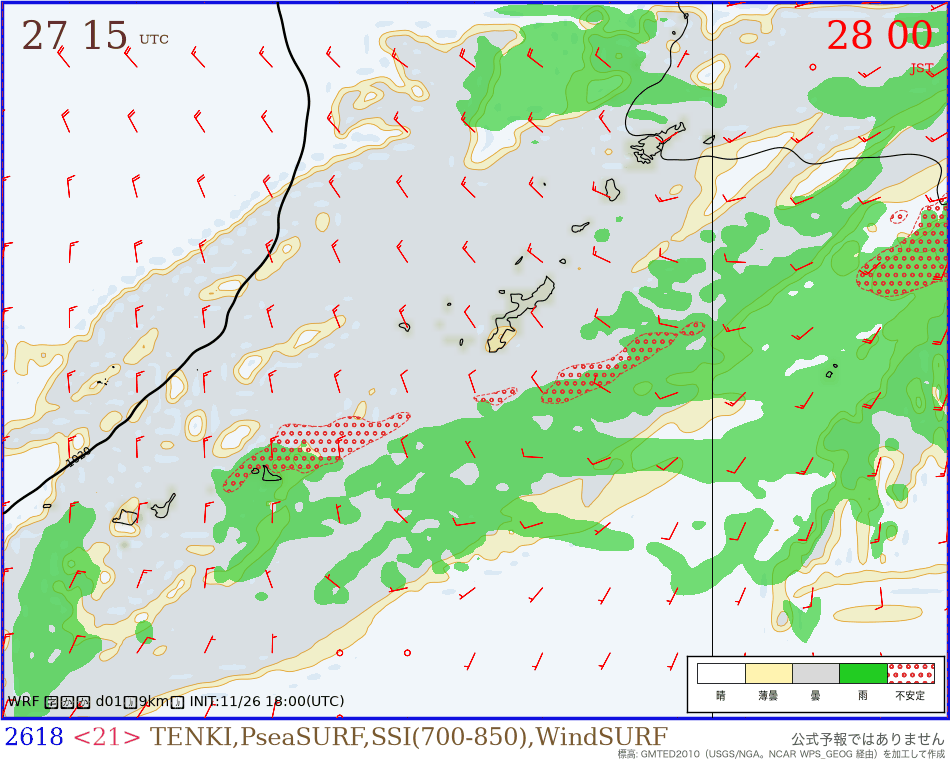 27 15 UTC
28 00
JST
1020
晴 薄曇 曇 雨 不安定
WRF d01 9km INIT:11/26 18:00(UTC)
2618 <21> TENKI,PseaSURF,SSI(700-850),WindSURF
公式予報ではありません
標高: GMTED2010（USGS/NGA。NCAR WPS_GEOG 経由）を加工して作成